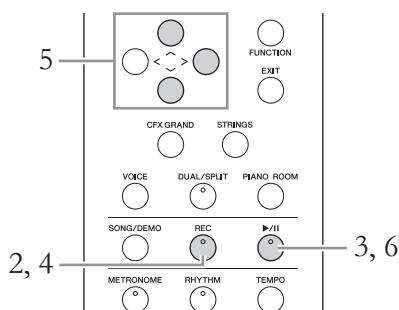 5
FUNCTION
EXIT
CFX GRAND STRINGS
VOICE DUAL/SPLIT PIANO ROOM
SONG/DEMO REC ►/II
2, 4 3, 6
METRONOME RHYTHM TEMPO